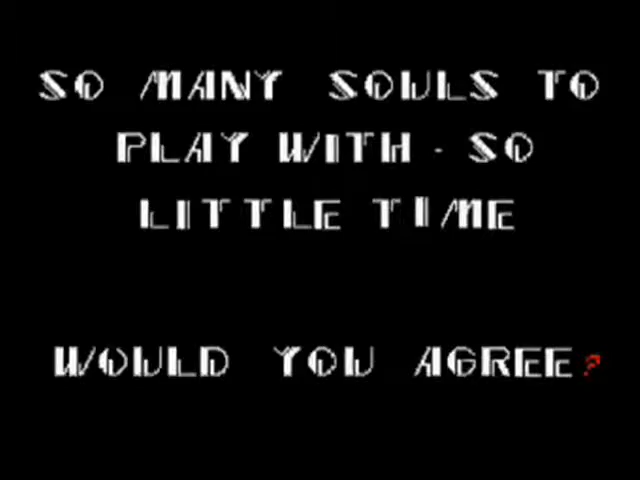 SO MANY SOULS TO
PLAY WITH - SO
LITTLE TIME
WOULD YOU AGREE?